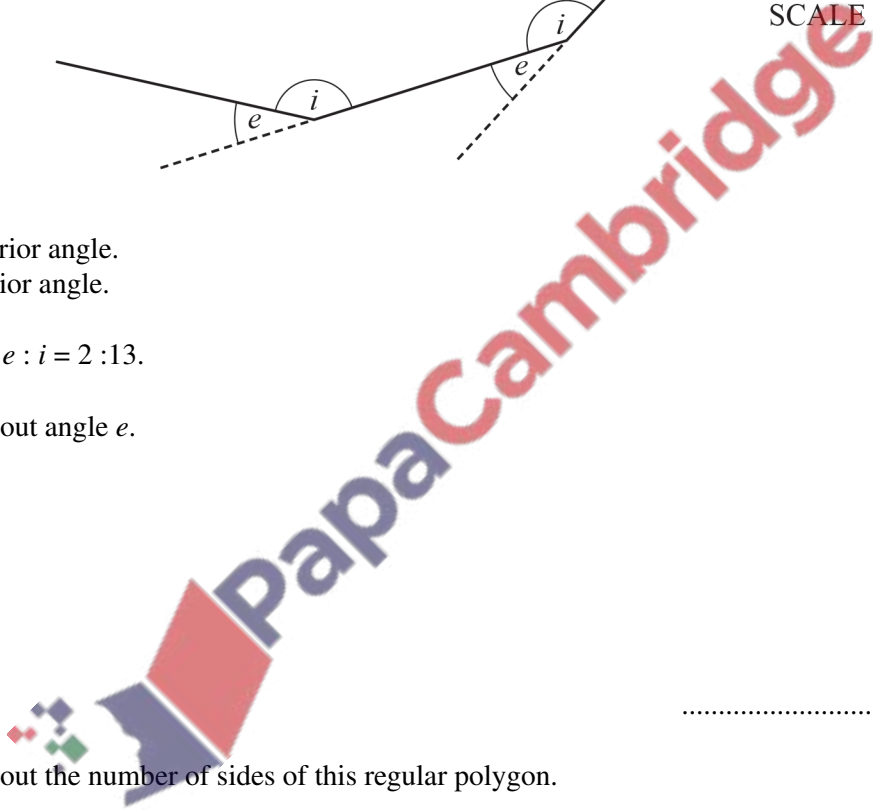 SCALE
i
e
i
e
rior angle.
ior angle.
e : i = 2 :13.
out angle e.
PapaCambridge
..........................
out the number of sides of this regular polygon.